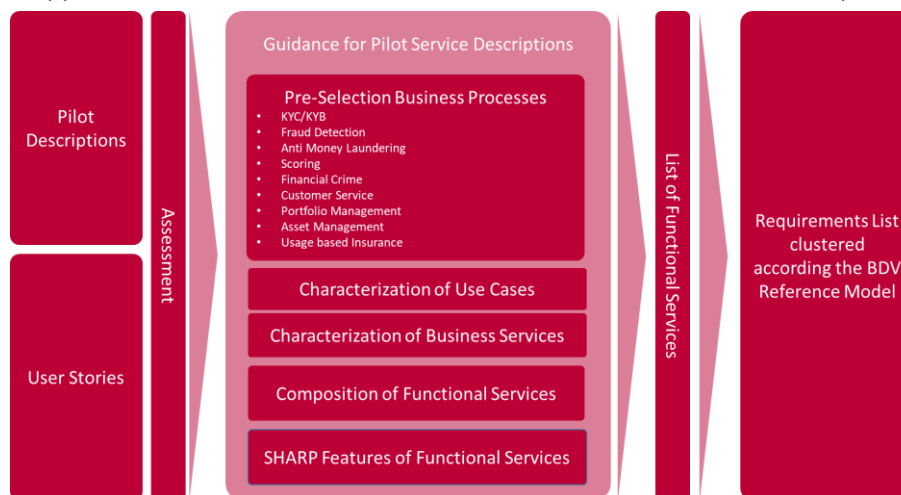 Pilot
Descriptions
User Stories
Assessment
Guidance for Pilot Service Descriptions
Pre-Selection Business Processes
• KYC/KYB
• Fraud Detection
• Anti Money Laundering
• Scoring
• Financial Crime
• Customer Service
• Portfolio Management
• Asset Management
• Usage based Insurance
Characterization of Use Cases
Characterization of Business Services
Composition of Functional Services
SHARP Features of Functional Services
List of Functional Services
Requirements List
clustered
according the BDV
Reference Model